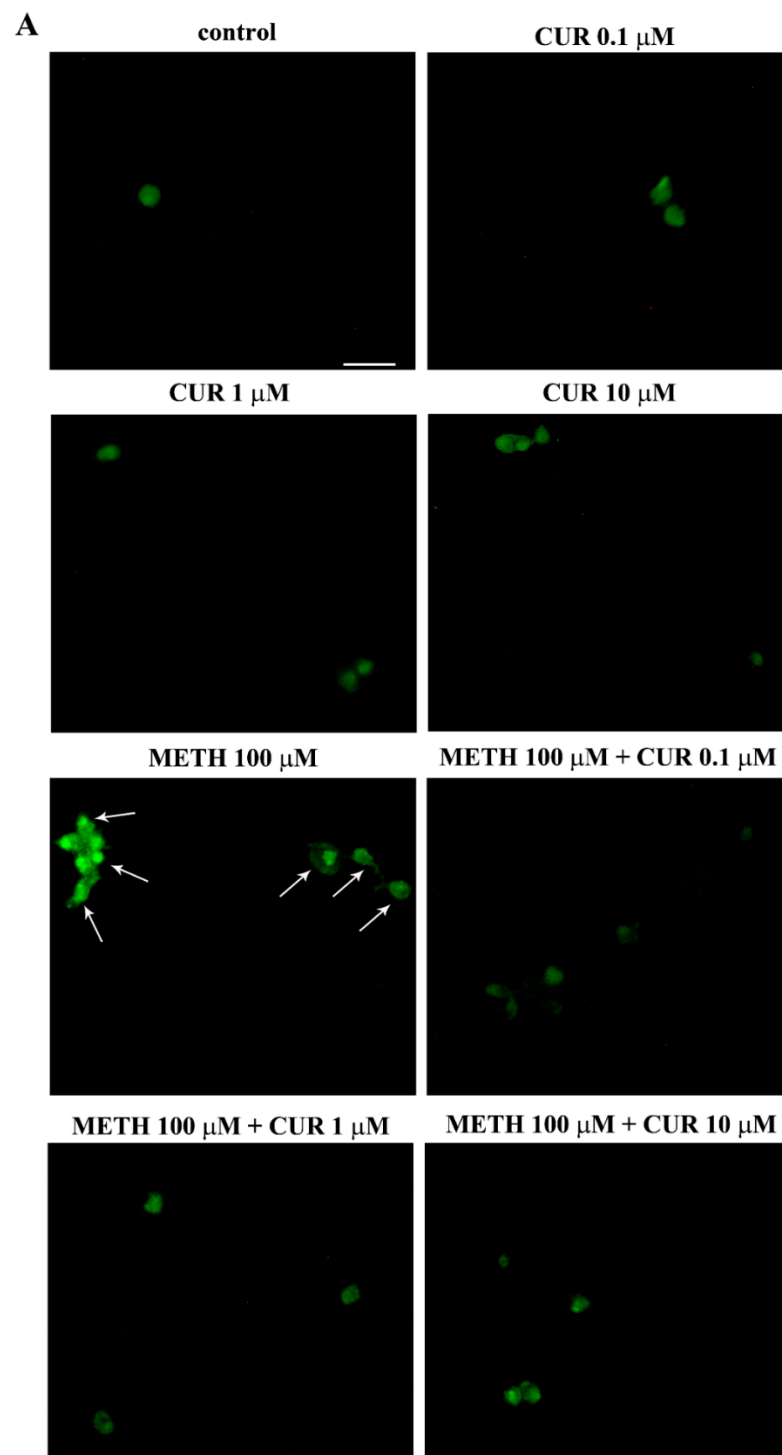 A
control
CUR 0.1 μM
CUR 1 μM
CUR 10 μM
METH 100 μM
METH 100 μM + CUR 0.1 μM
METH 100 μM + CUR 1 μM
METH 100 μM + CUR 10 μM